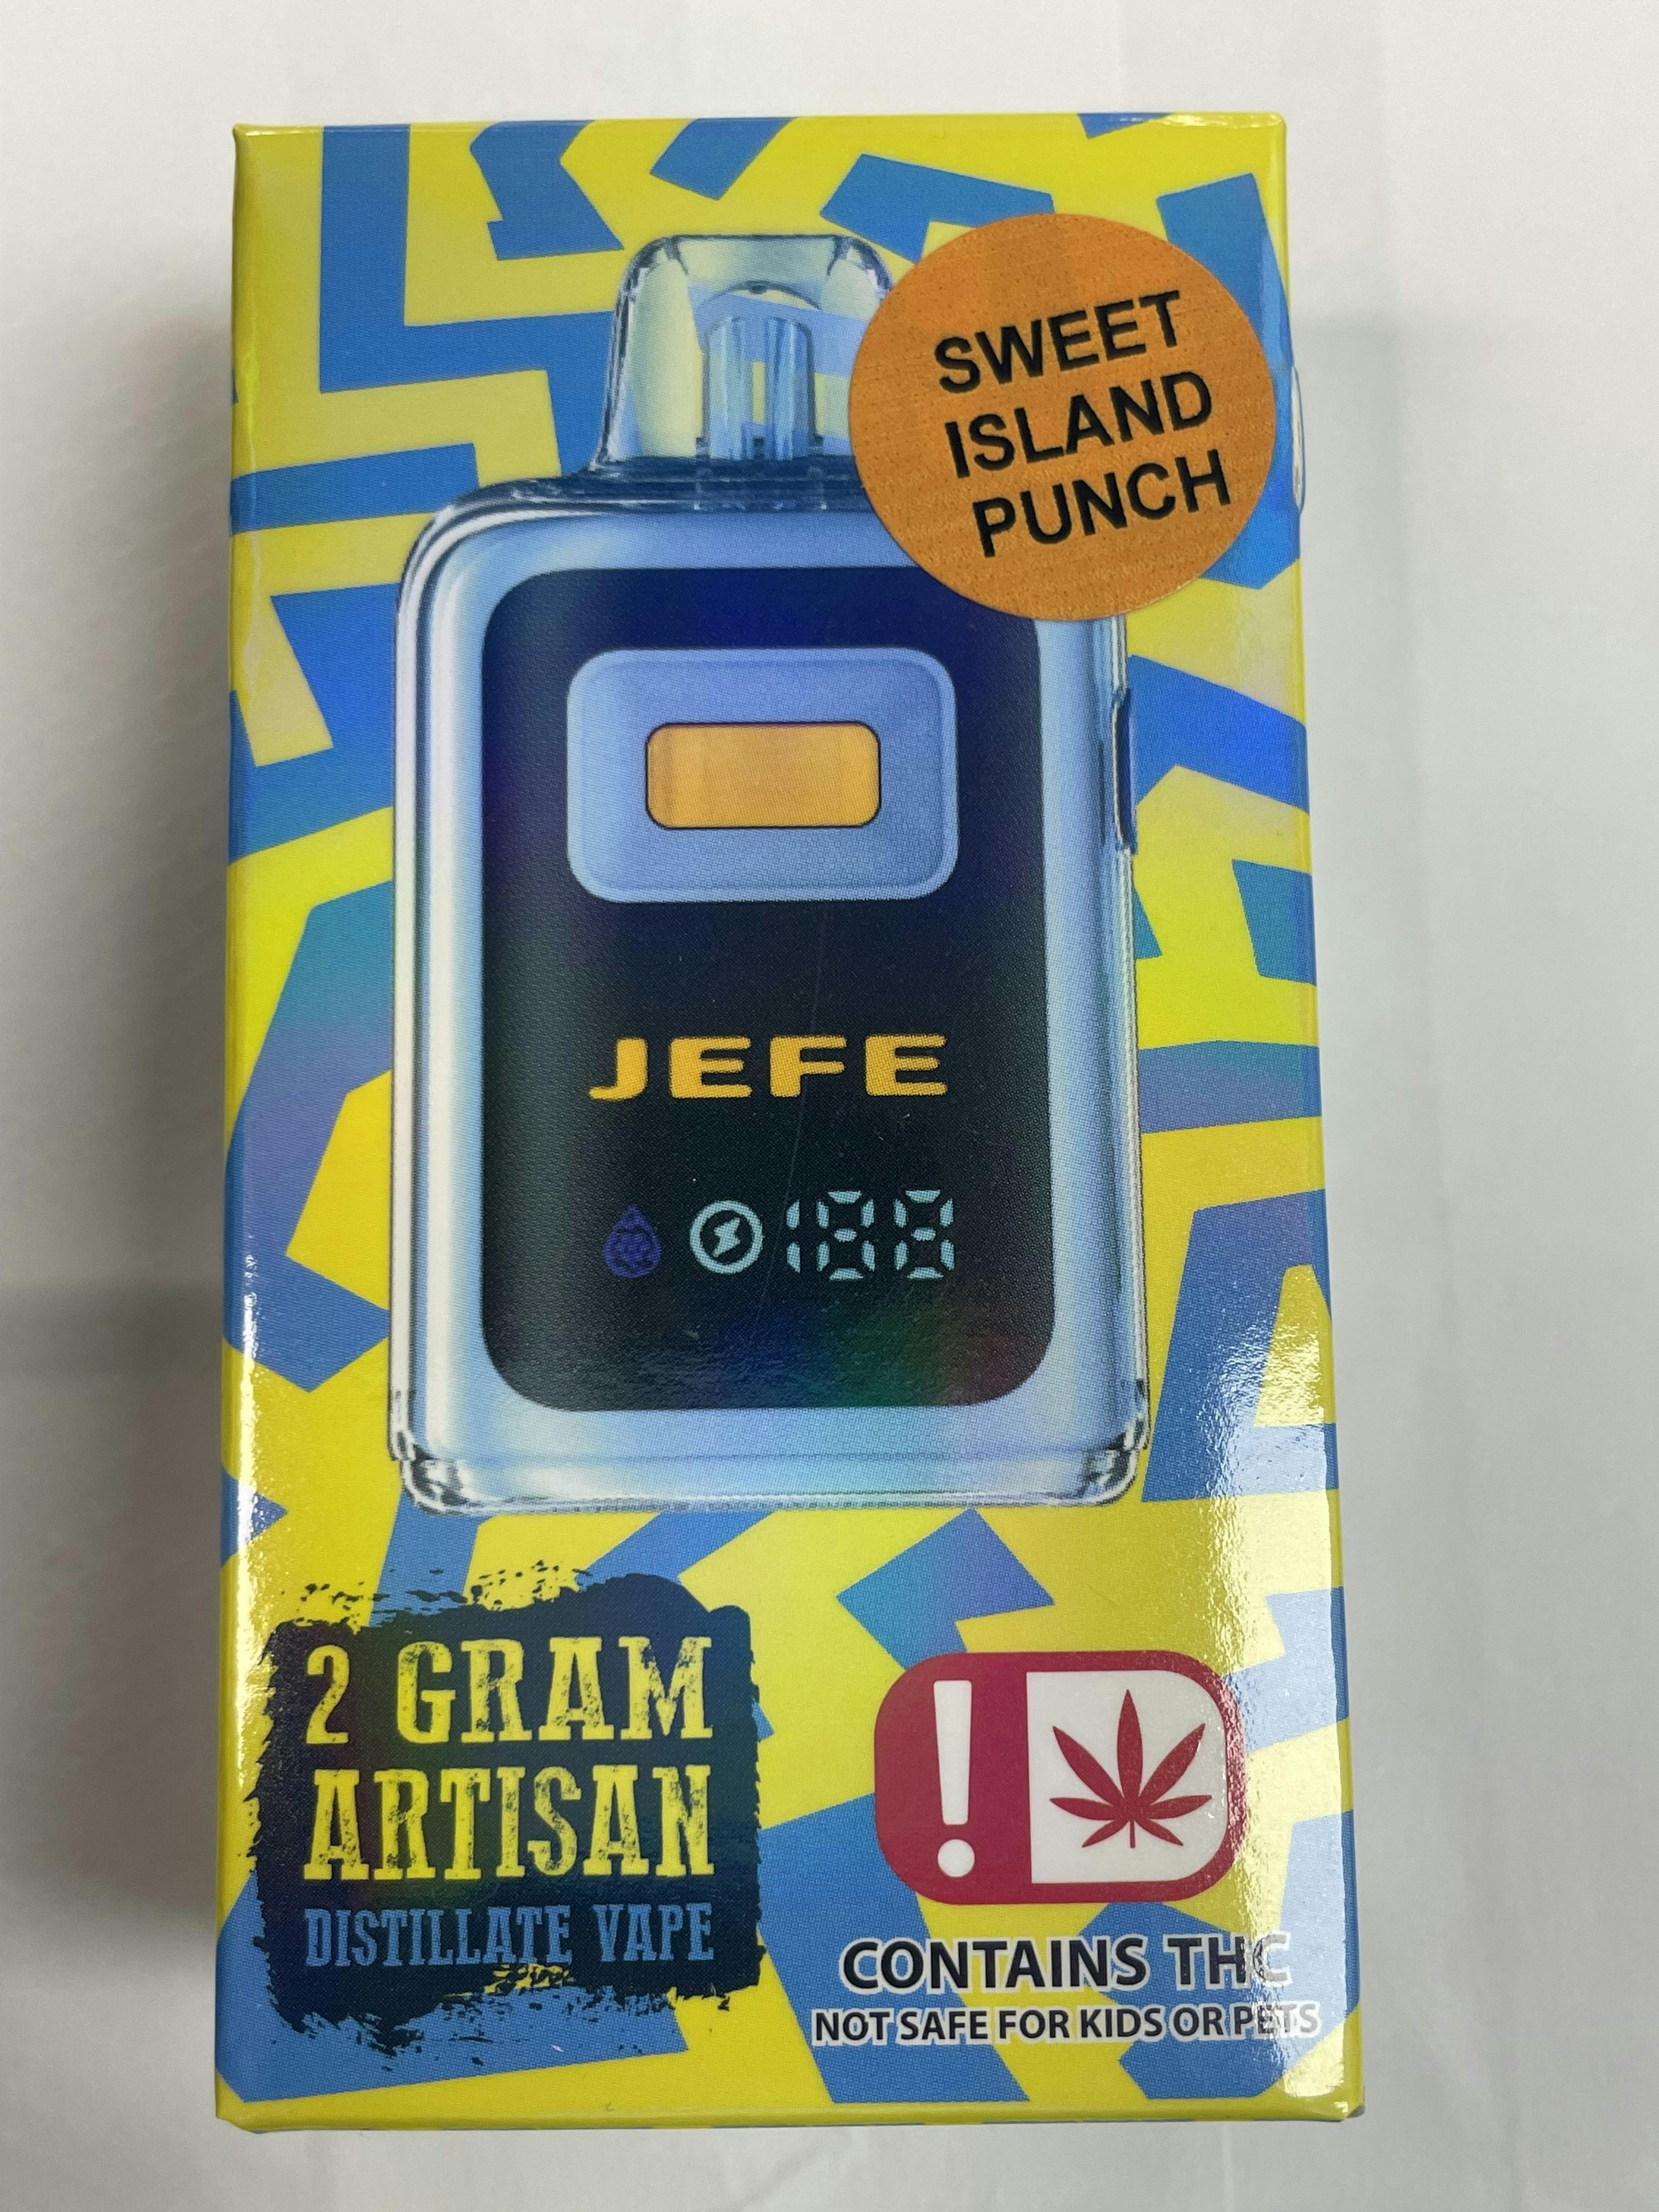 SWEET
ISLAND
PUNCH
JEFE
188
2 GRAM
ARTISAN
DISTILLATE VAPE
!
CONTAINS THC
NOT SAFE FOR KIDS OR PETS